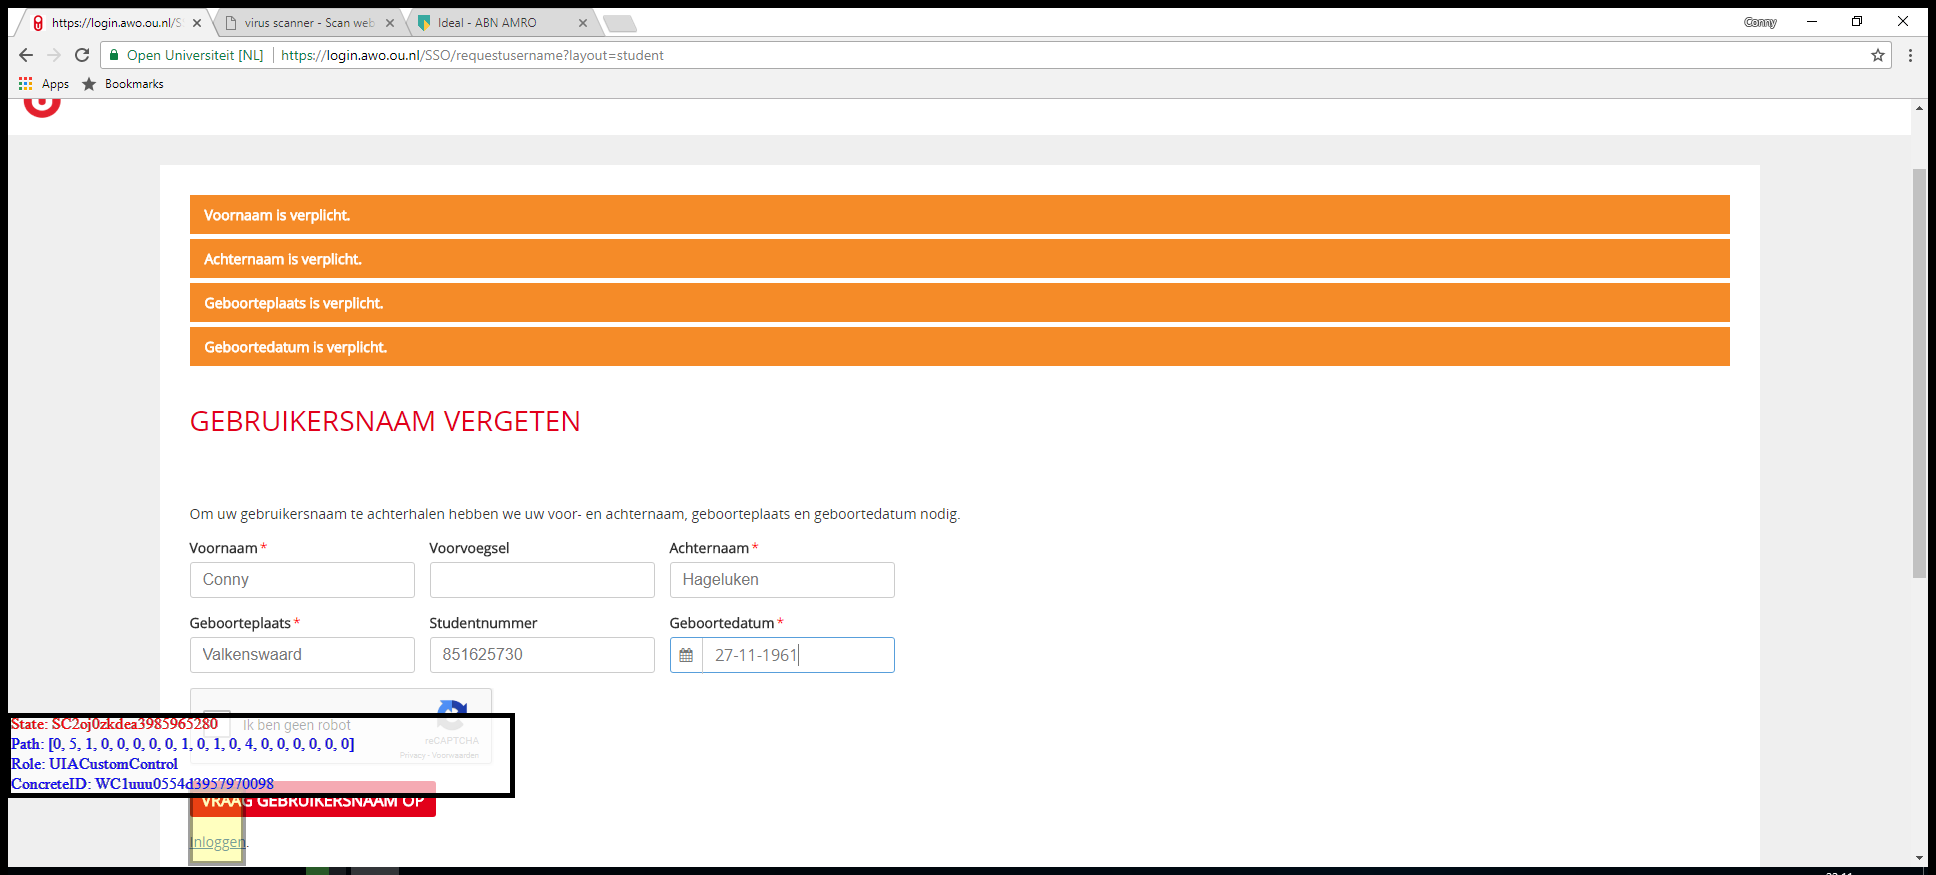 https://login.awo.ou.nl/S
virus scanner - Scan web
Ideal - ABN AMRO
Conny
Open Universiteit [NL]
https://login.awo.ou.nl/SSO/requestusername?layout=student
Apps
Bookmarks
Voornaam is verplicht.
Achternaam is verplicht.
Geboorteplaats is verplicht.
Geboortedatum is verplicht.
GEBRUIKERSNAAM VERGETEN
Om uw gebruikersnaam te achterhalen hebben we uw voor- en achternaam, geboorteplaats en geboortedatum nodig.
Voornaam * Voorvoegsel Achternaam *
Conny Hageluken
Geboorteplaats * Studentnummer Geboortedatum *
Valkenswaard 851625730 27-11-1961
Ik ben geen robot
reCAPTCHA
Privacy - Voorwaarden
State: SC2oj0zkdea3985965280
Path: [0, 5, 1, 0, 0, 0, 0, 0, 1, 0, 1, 0, 4, 0, 0, 0, 0, 0, 0]
Role: UIACustomControl
ConcreteID: WC1uuu0554d3957970098
VRAAG GEBRUIKERSNAAM OP
Inloggen.